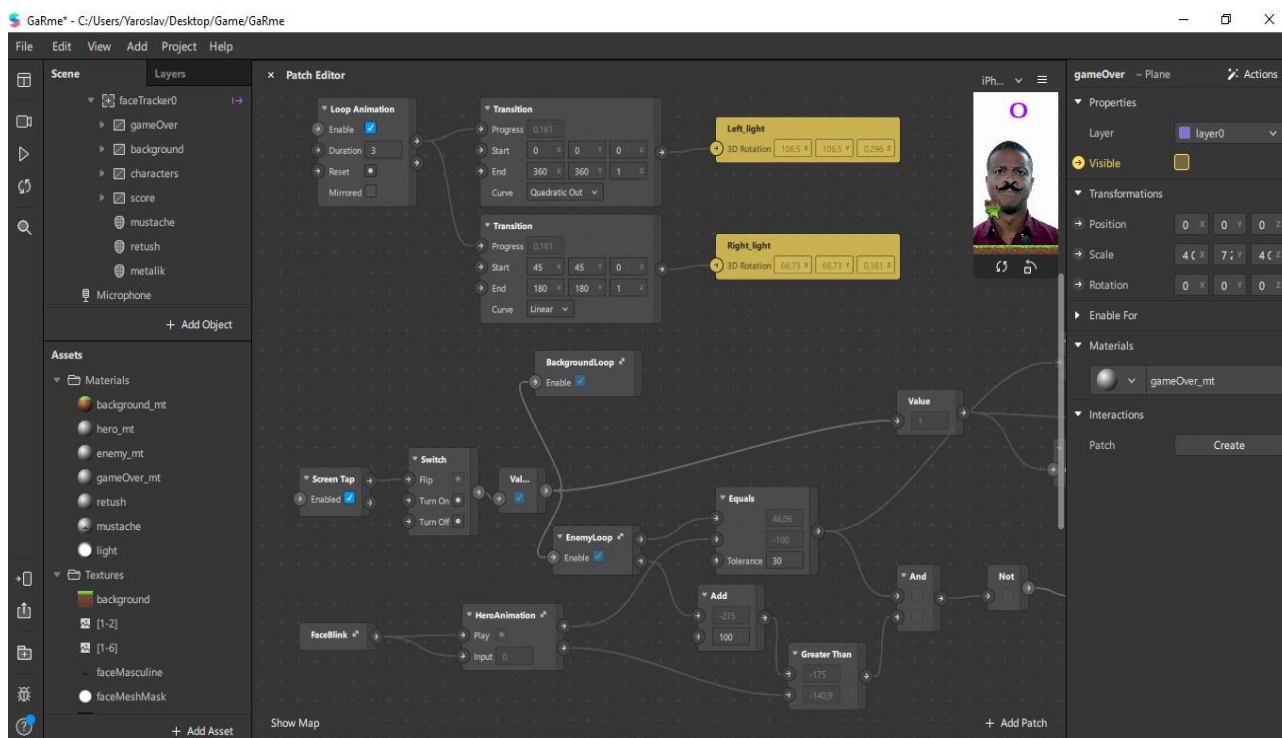 GaRme* - C:/Users/Yaroslav/Desktop/Game/GaRme
File Edit View Add Project Help
Scene Layers
faceTracker0
gameOver
background
characters
score
mustache
retush
metalik
Microphone
+ Add Object
Assets
Materials
background_mt
hero_mt
enemy_mt
gameOver_mt
retush
mustache
light
Textures
background
[1-2]
[1-6]
faceMasculine
faceMeshMask
+ Add Asset
× Patch Editor
Loop Animation
Enable
Duration 3
Reset
Mirrored
Transition
Progress 0,161
Start 0 X 0 Y 0 Z
End 360 X 360 Y 1 Z
Curve Quadratic Out
Left_light
3D Rotation 106,5 X 106,5 Y 0,296 Z
Transition
Progress 0,161
Start 45 X 45 Y 0 Z
End 180 X 180 Y 1 Z
Curve Linear
Right_light
3D Rotation 66,73 X 66,73 Y 0,161 Z
BackgroundLoop
Enable
Value
1
Screen Tap
Enabled
Switch
Flip
Turn On
Turn Off
Val...
EnemyLoop
Enable
Equals
46,06
-100
Tolerance 30
FaceBlink
HeroAnimation
Play
Input 0
Add
-275
100
Greater Than
-175
-140,9
And
Not
Show Map
+ Add Patch
iPh...
0
gameOver – Plane Actions
Properties
Layer layer0
Visible
Transformations
Position 0 X 0 Y 0 Z
Scale
Rotation 0 X 0 Y 0 Z
Enable For
Materials
gameOver_mt
Interactions
Patch Create